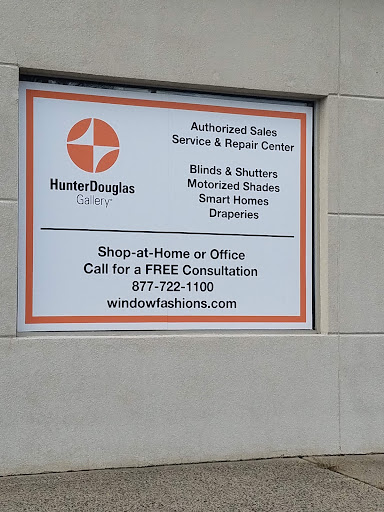 HunterDouglas
Gallery
Authorized Sales
Service & Repair Center
Blinds & Shutters
Motorized Shades
Smart Homes
Draperies
Shop-at-Home or Office
Call for a FREE Consultation
877-722-1100
windowfashions.com